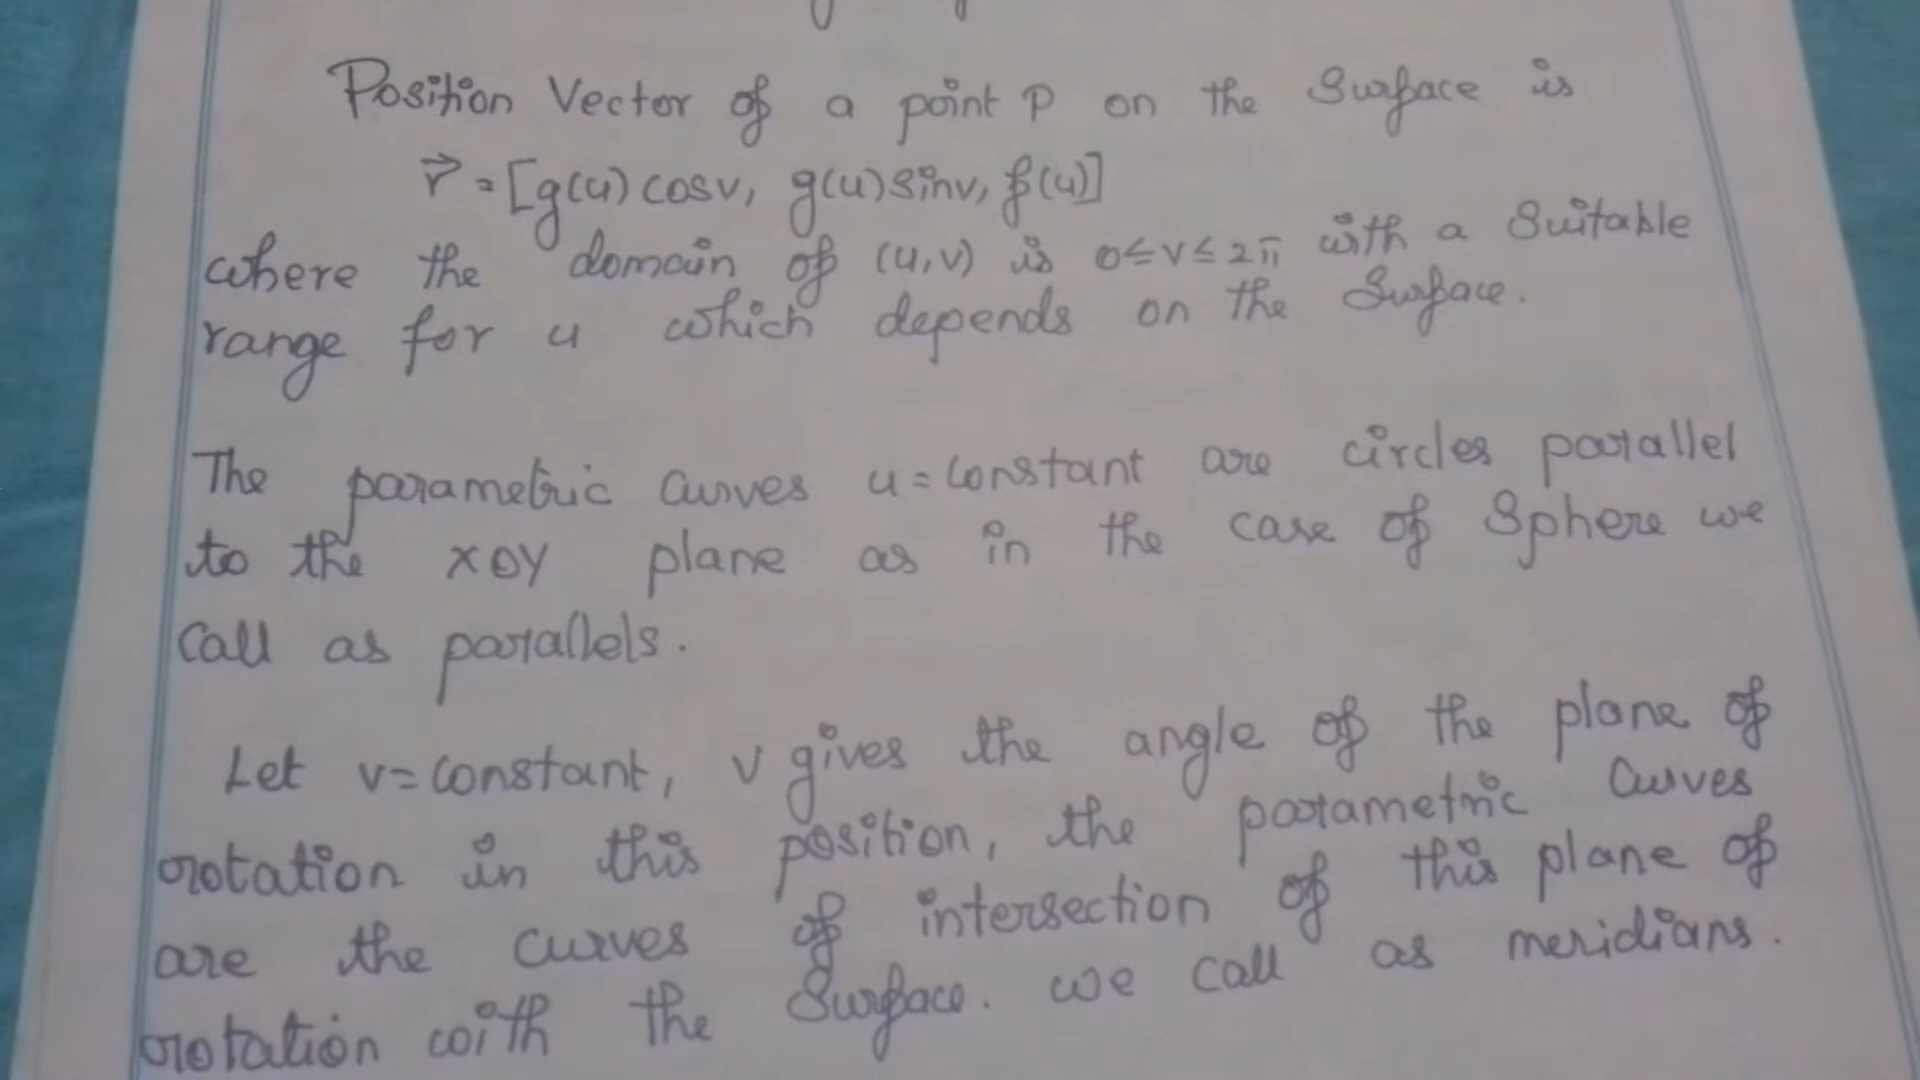 Position Vector of a point P on the Surface is
r⃗ = [g(u) cosv, g(u) sinv, f(u)]
where the domain of (u,v) is 0≤v≤2π with a Suitable
range for u which depends on the Surface.
The parametric curves u = constant are circles parallel
to the XOY plane as in the case of Sphere we
call as parallels.
Let v = constant, v gives the angle of the plane of
rotation in this position, the parametric curves
are the curves of intersection of this plane of
rotation with the Surface. we call as meridians.